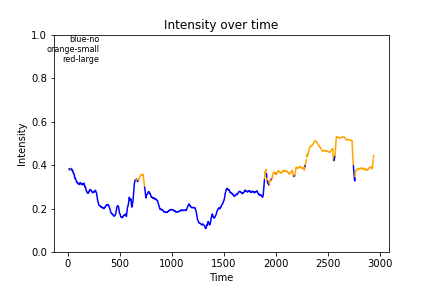 Intensity over time
blue-no
orange-small
red-large
1.0
0.8
0.6
0.4
0.2
0.0
Intensity
0 500 1000 1500 2000 2500 3000
Time